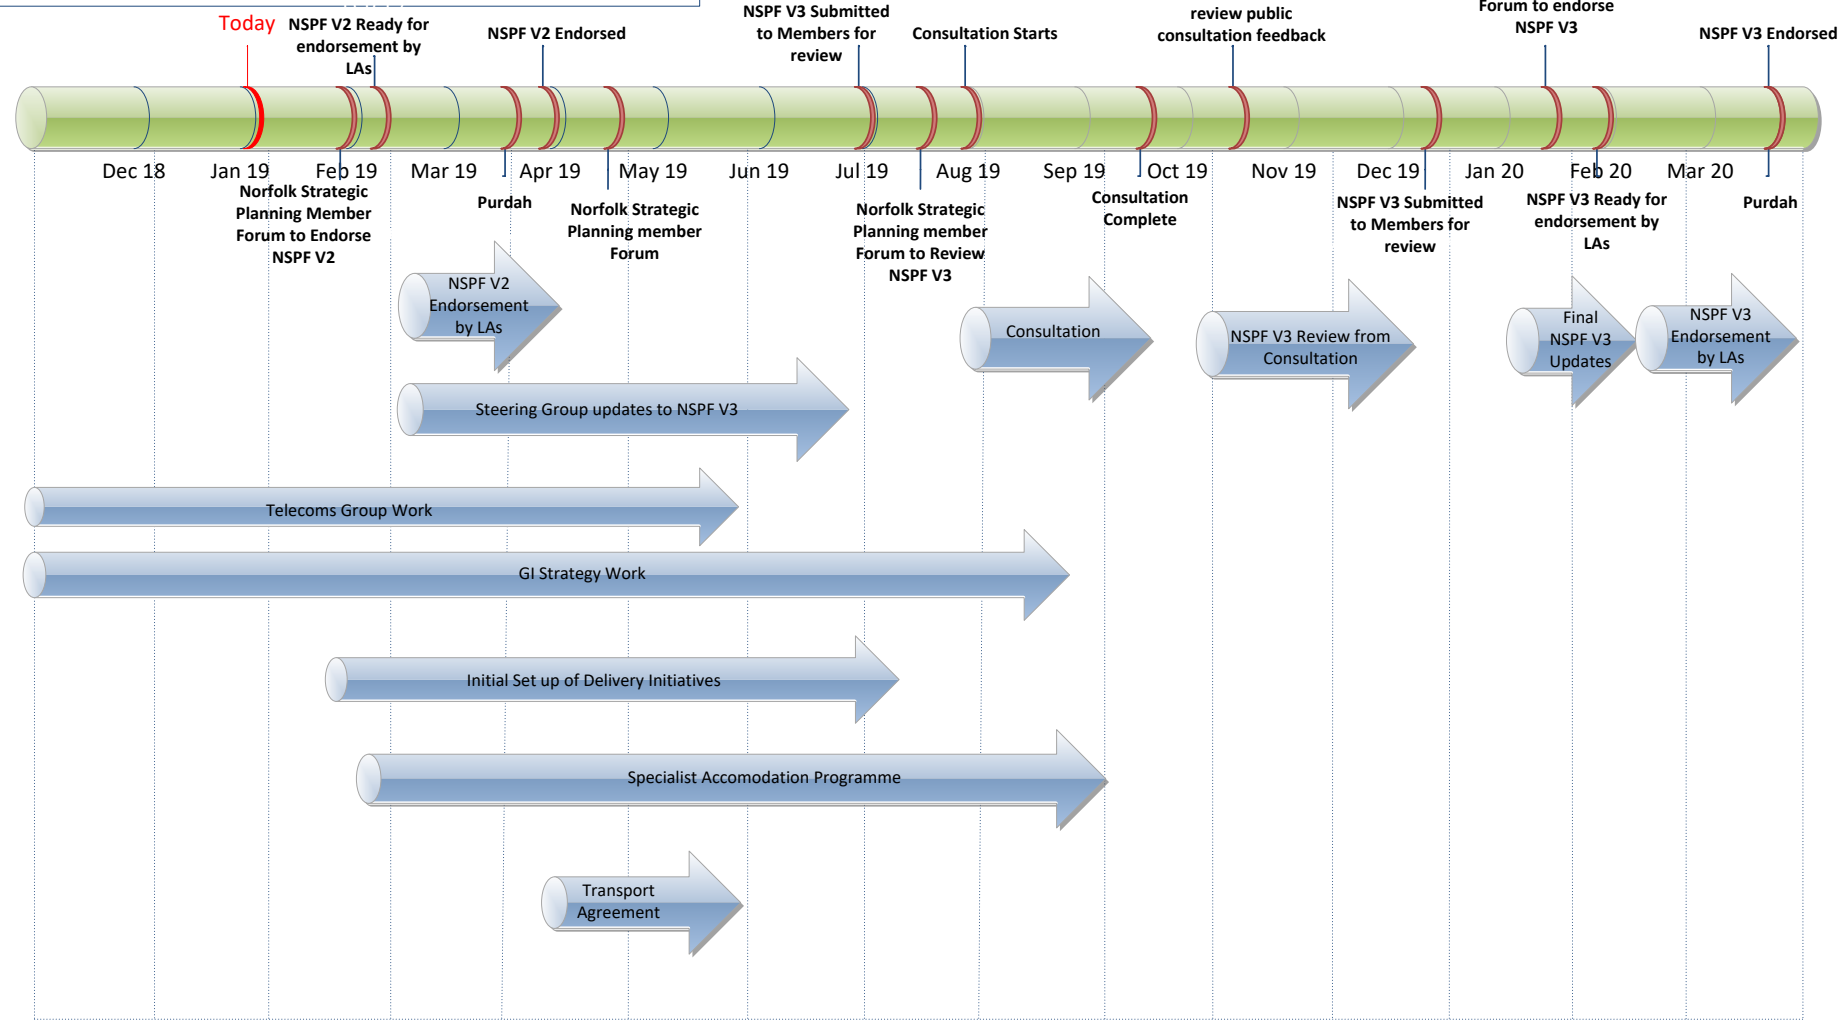 Today
NSPF V2 Ready for
endorsement by
LAs
NSPF V2 Endorsed
NSPF V3 Submitted
to Members for
review
Consultation Starts
review public
consultation feedback
Forum to endorse
NSPF V3
NSPF V3 Endorsed
Dec 18
Jan 19
Feb 19
Mar 19
Apr 19
May 19
Jun 19
Jul 19
Aug 19
Sep 19
Oct 19
Nov 19
Dec 19
Jan 20
Feb 20
Mar 20
Norfolk Strategic
Planning Member
Forum to Endorse
NSPF V2
Purdah
Norfolk Strategic
Planning member
Forum
Norfolk Strategic
Planning member
Forum to Review
NSPF V3
Consultation
Complete
NSPF V3 Submitted
to Members for
review
NSPF V3 Ready for
endorsement by
LAs
Purdah
NSPF V2
Endorsement
by LAs
Consultation
NSPF V3 Review from
Consultation
Final
NSPF V3
Updates
NSPF V3
Endorsement
by LAs
Steering Group updates to NSPF V3
Telecoms Group Work
GI Strategy Work
Initial Set up of Delivery Initiatives
Specialist Accomodation Programme
Transport
Agreement